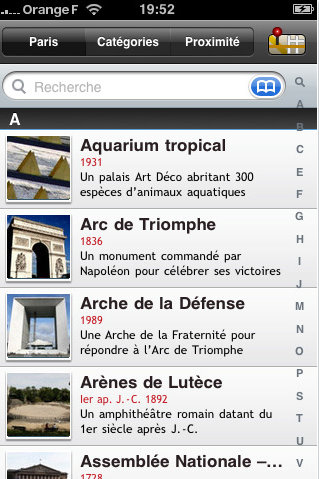 Orange F
19:52
Paris
Catégories
Proximité
Recherche
A
Aquarium tropical
1931
Un palais Art Déco abritant 300
espèces d'animaux aquatiques
Arc de Triomphe
1836
Un monument commandé par
Napoléon pour célébrer ses victoires
Arche de la Défense
1989
Une Arche de la Fraternité pour
répondre à l'Arc de Triomphe
Arènes de Lutèce
Ier ap. J.-C. 1892
Un amphithéâtre romain datant du
1er siècle après J.-C.
Assemblée Nationale –...
1728
A
B
C
E
F
G
H
I
J
M
N
O
P
S
T
U
V